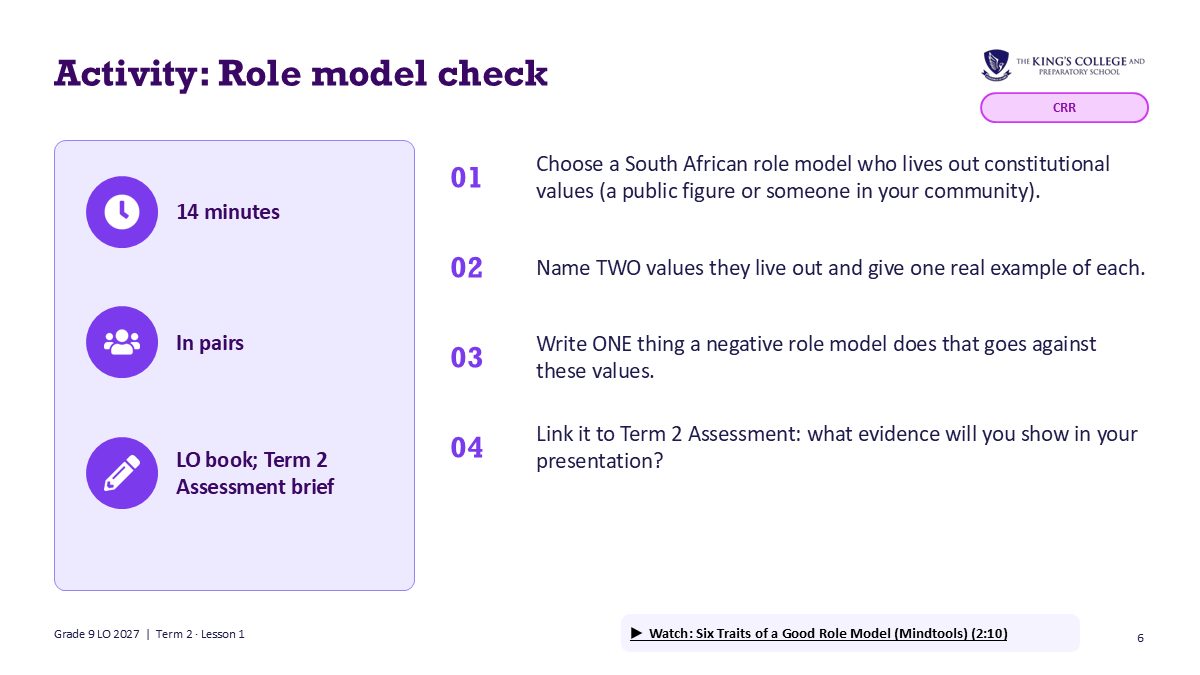 Activity: Role model check
THE KING'S COLLEGE AND
PREPARATORY SCHOOL
CRR
14 minutes
In pairs
LO book; Term 2
Assessment brief
01
Choose a South African role model who lives out constitutional
values (a public figure or someone in your community).
02
Name TWO values they live out and give one real example of each.
03
Write ONE thing a negative role model does that goes against
these values.
04
Link it to Term 2 Assessment: what evidence will you show in your
presentation?
Grade 9 LO 2027 | Term 2 · Lesson 1
▶ Watch: Six Traits of a Good Role Model (Mindtools) (2:10)
6